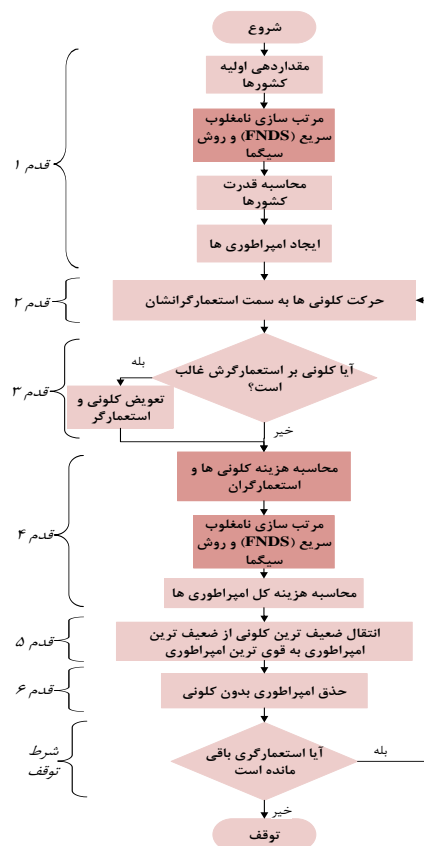 شروع
مقداردهی اولیه
کشورها
مرتب سازی نامغلوب
سریع (FNDS) و روش
سیگما
محاسبه قدرت
کشورها
ایجاد امپراطوری ها
قدم ۱
حرکت کلونی ها به سمت استعمارگرانشان
قدم ۲
آیا کلونی بر استعمارگرش غالب
است؟
بله
تعویض کلونی و
استعمارگر
خیر
قدم ۳
محاسبه هزینه کلونی ها و
استعمارگران
مرتب سازی نامغلوب
سریع (FNDS) و روش
سیگما
محاسبه هزینه کل امپراطوری ها
قدم ۴
انتقال ضعیف ترین کلونی از ضعیف ترین
امپراطوری به قوی ترین امپراطوری
قدم ۵
حذق امپراطوری بدون کلونی
قدم ۶
آیا استعمارگری باقی
مانده است
بله
شرط
توقف
خیر
توقف